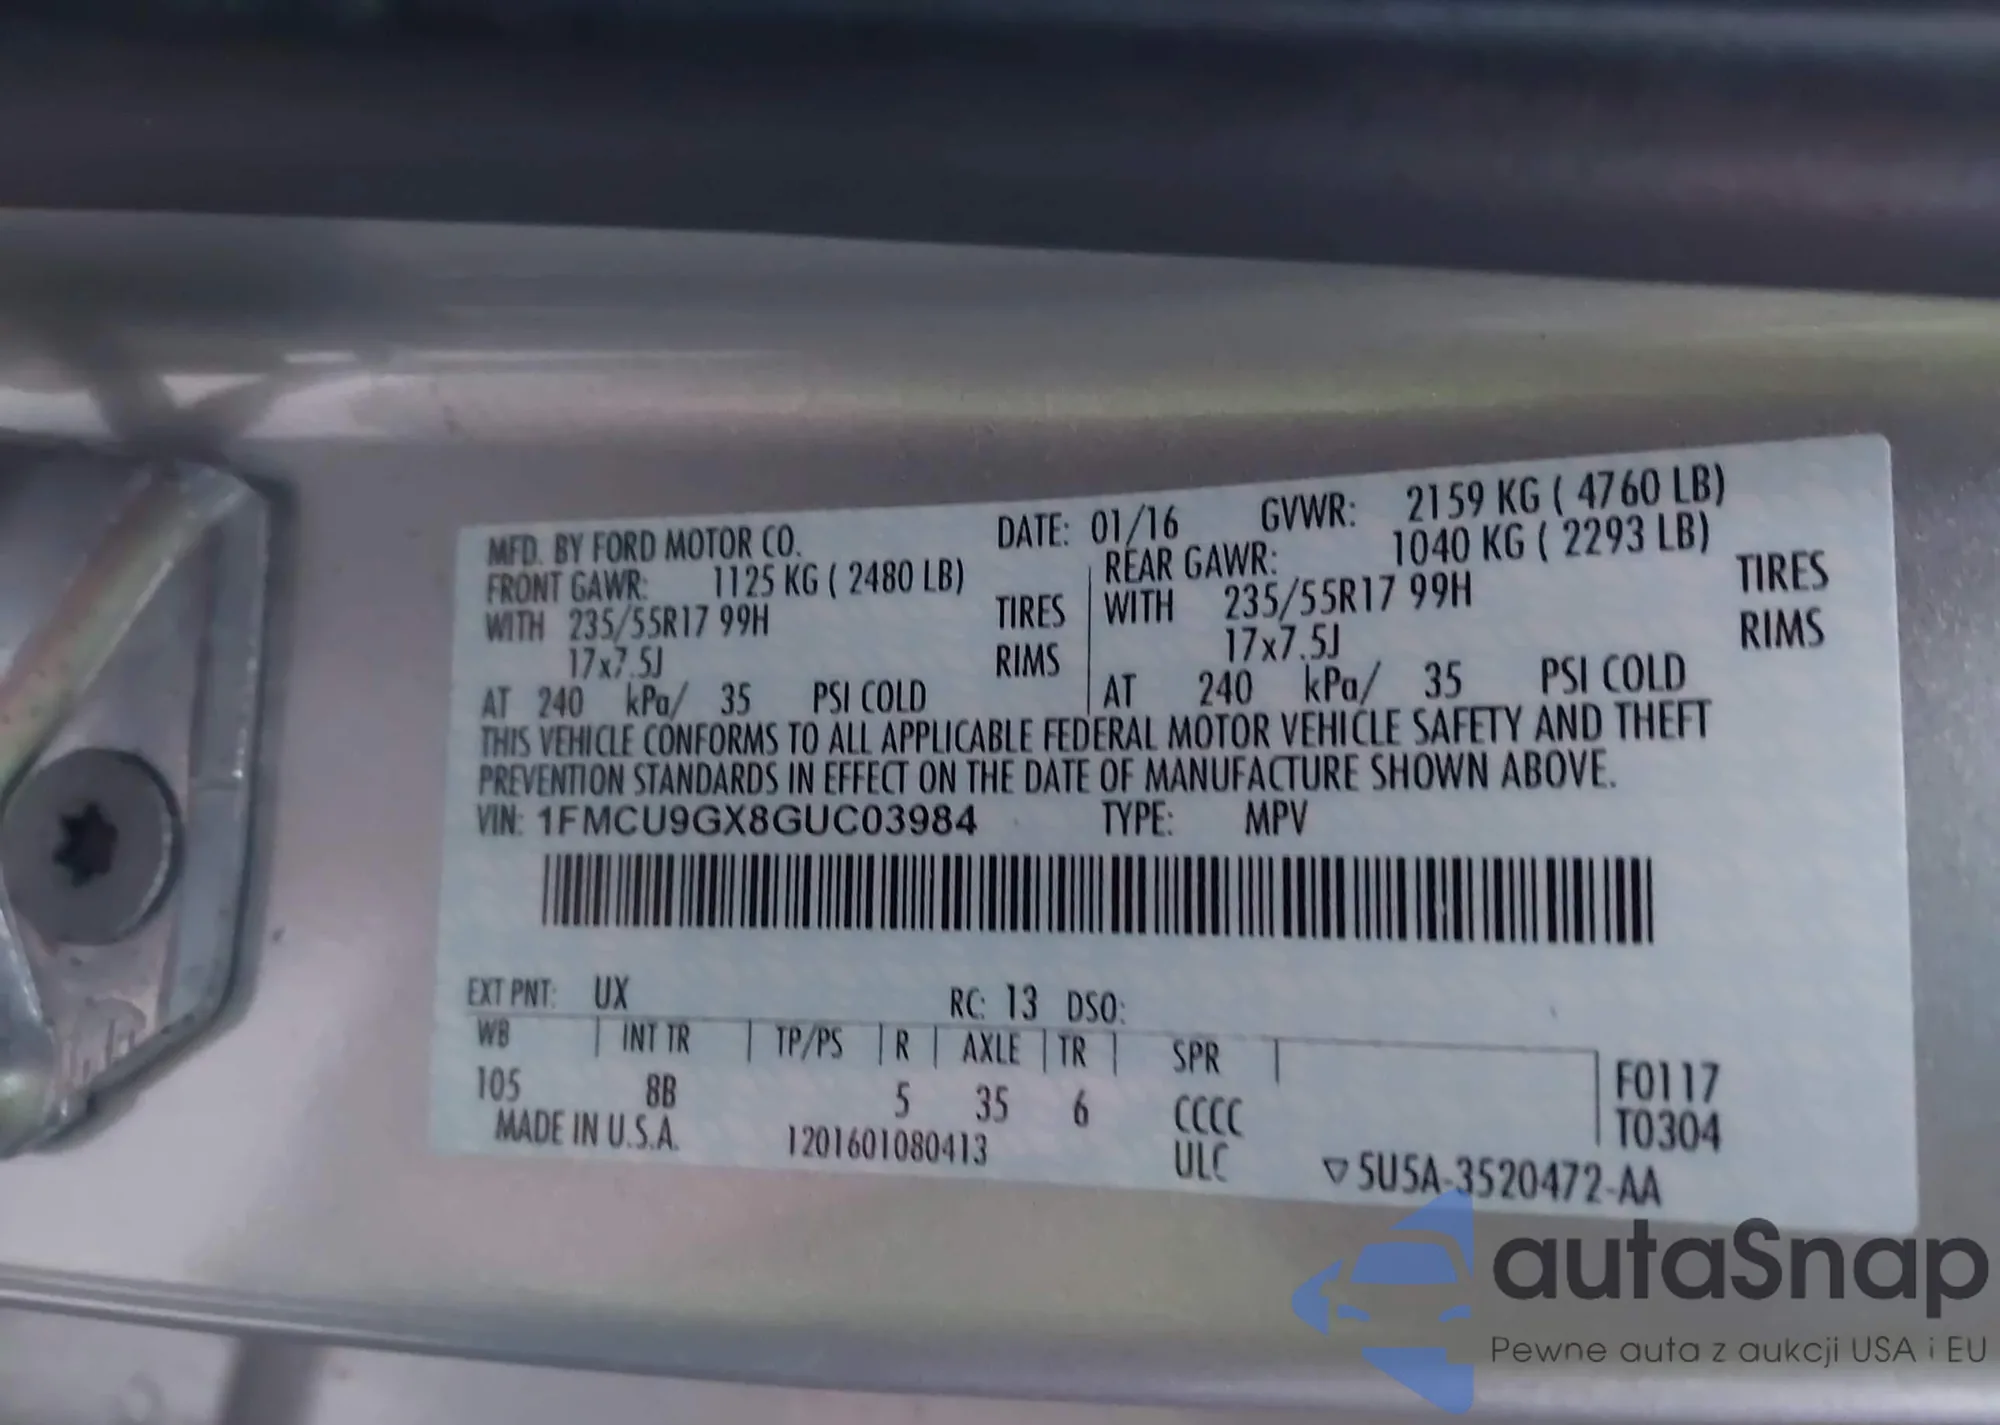 MFD. BY FORD MOTOR CO. DATE: 01/16 GVWR: 2159 KG ( 4760 LB)
FRONT GAWR: 1125 KG ( 2480 LB) REAR GAWR: 1040 KG ( 2293 LB)
WITH 235/55R17 99H TIRES WITH 235/55R17 99H TIRES
17x7.5J RIMS 17x7.5J RIMS
AT 240 kPa/ 35 PSI COLD AT 240 kPa/ 35 PSI COLD
THIS VEHICLE CONFORMS TO ALL APPLICABLE FEDERAL MOTOR VEHICLE SAFETY AND THEFT
PREVENTION STANDARDS IN EFFECT ON THE DATE OF MANUFACTURE SHOWN ABOVE.
VIN: 1FMCU9GX8GUC03984 TYPE: MPV
EXT PNT: UX RC: 13 DSO:
WB INT TR TP/PS R AXLE TR SPR
105 8B 5 35 6 CCCC F0117
MADE IN U.S.A. 1201601080413 ULC T0304
▽5U5A-3520472-AA
autaSnap
Pewne auta z aukcji USA i EU